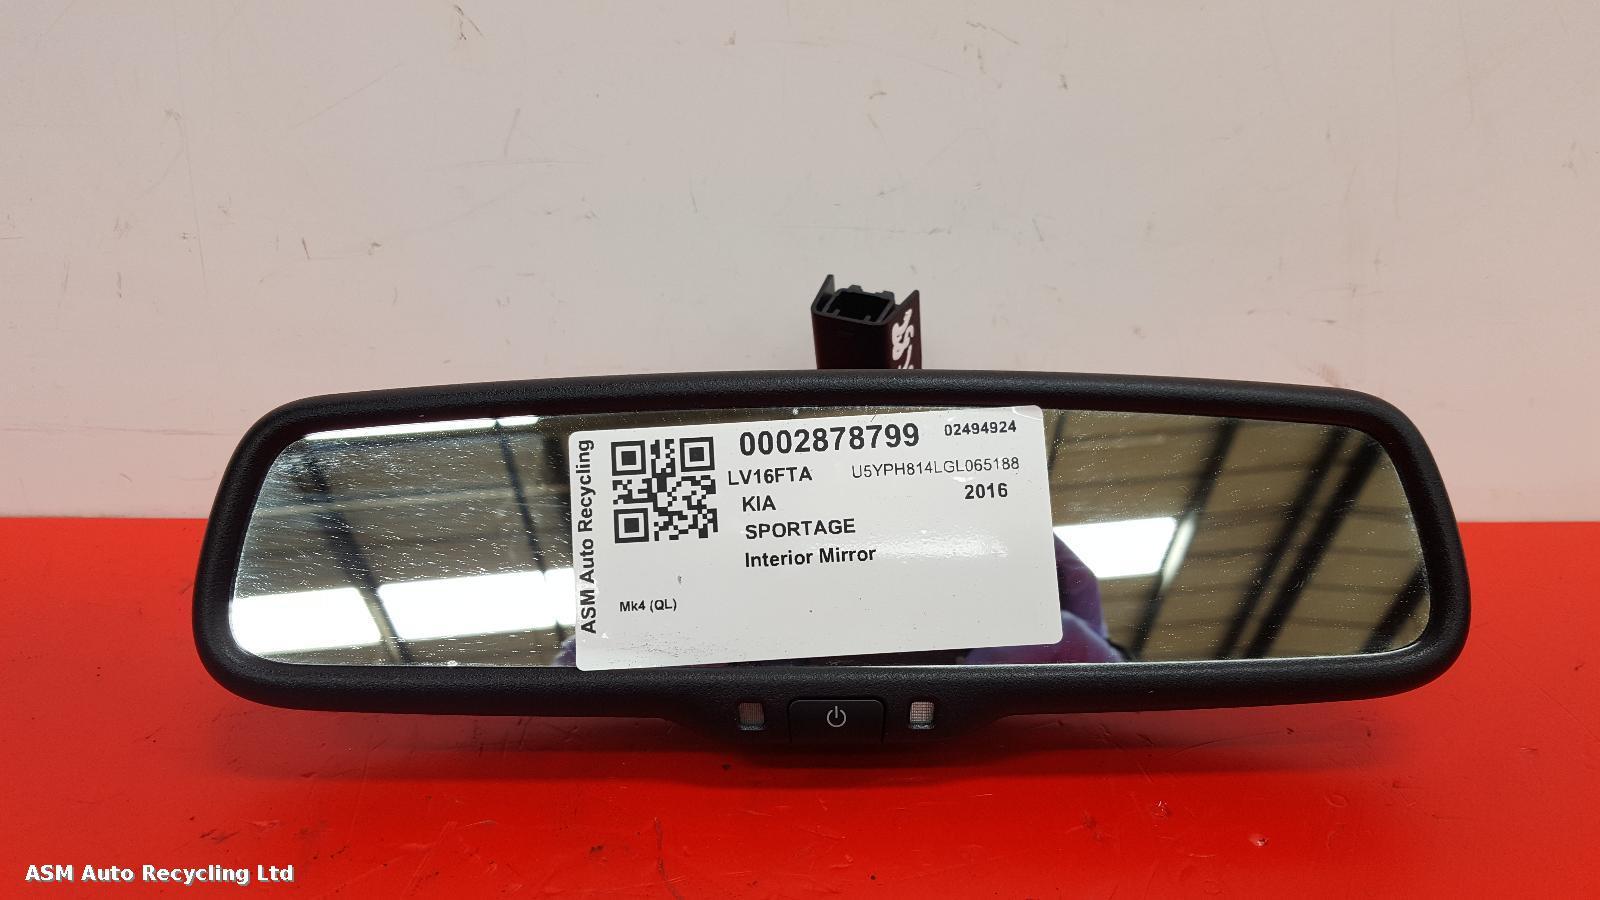 0002878799 02494924
LV16FTA U5YPH814LGL065188
KIA 2016
SPORTAGE
Interior Mirror
Mk4 (QL)
ASM Auto Recycling
ASM Auto Recycling Ltd